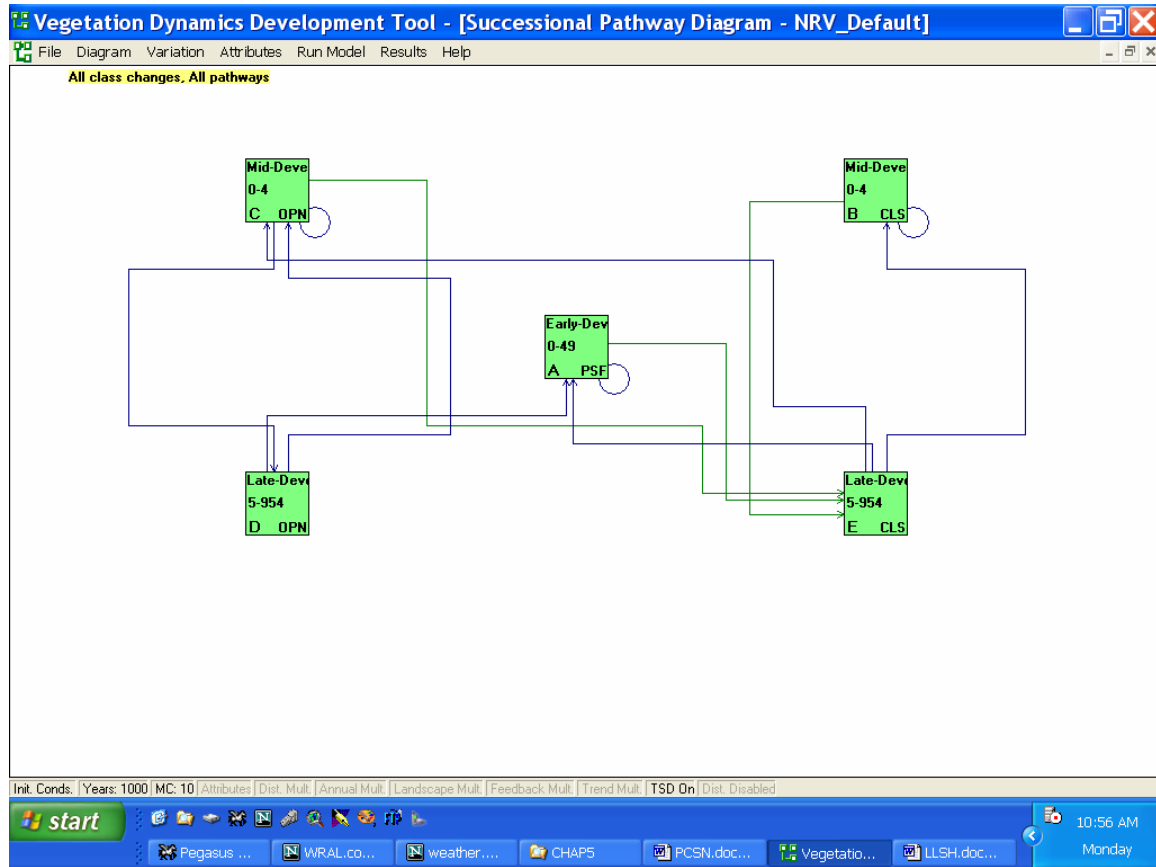 Vegetation Dynamics Development Tool - [Successional Pathway Diagram - NRV_Default]
File Diagram Variation Attributes Run Model Results Help
All class changes, All pathways
Mid-Deve
0-4
C OPN
Mid-Deve
0-4
B CLS
Early-Dev
0-49
A PSF
Late-Deve
5-954
D OPN
Late-Deve
5-954
E CLS
Init. Conds. Years: 1000 MC: 10 Attributes Dist. Mult. Annual Mult. Landscape Mult. Feedback Mult. Trend Mult. TSD On Dist. Disabled
start
10:56 AM
Pegasus ... WRAL.co... weather.... CHAP5 PCSN.doc... Vegetatio... LLSH.doc...
Monday